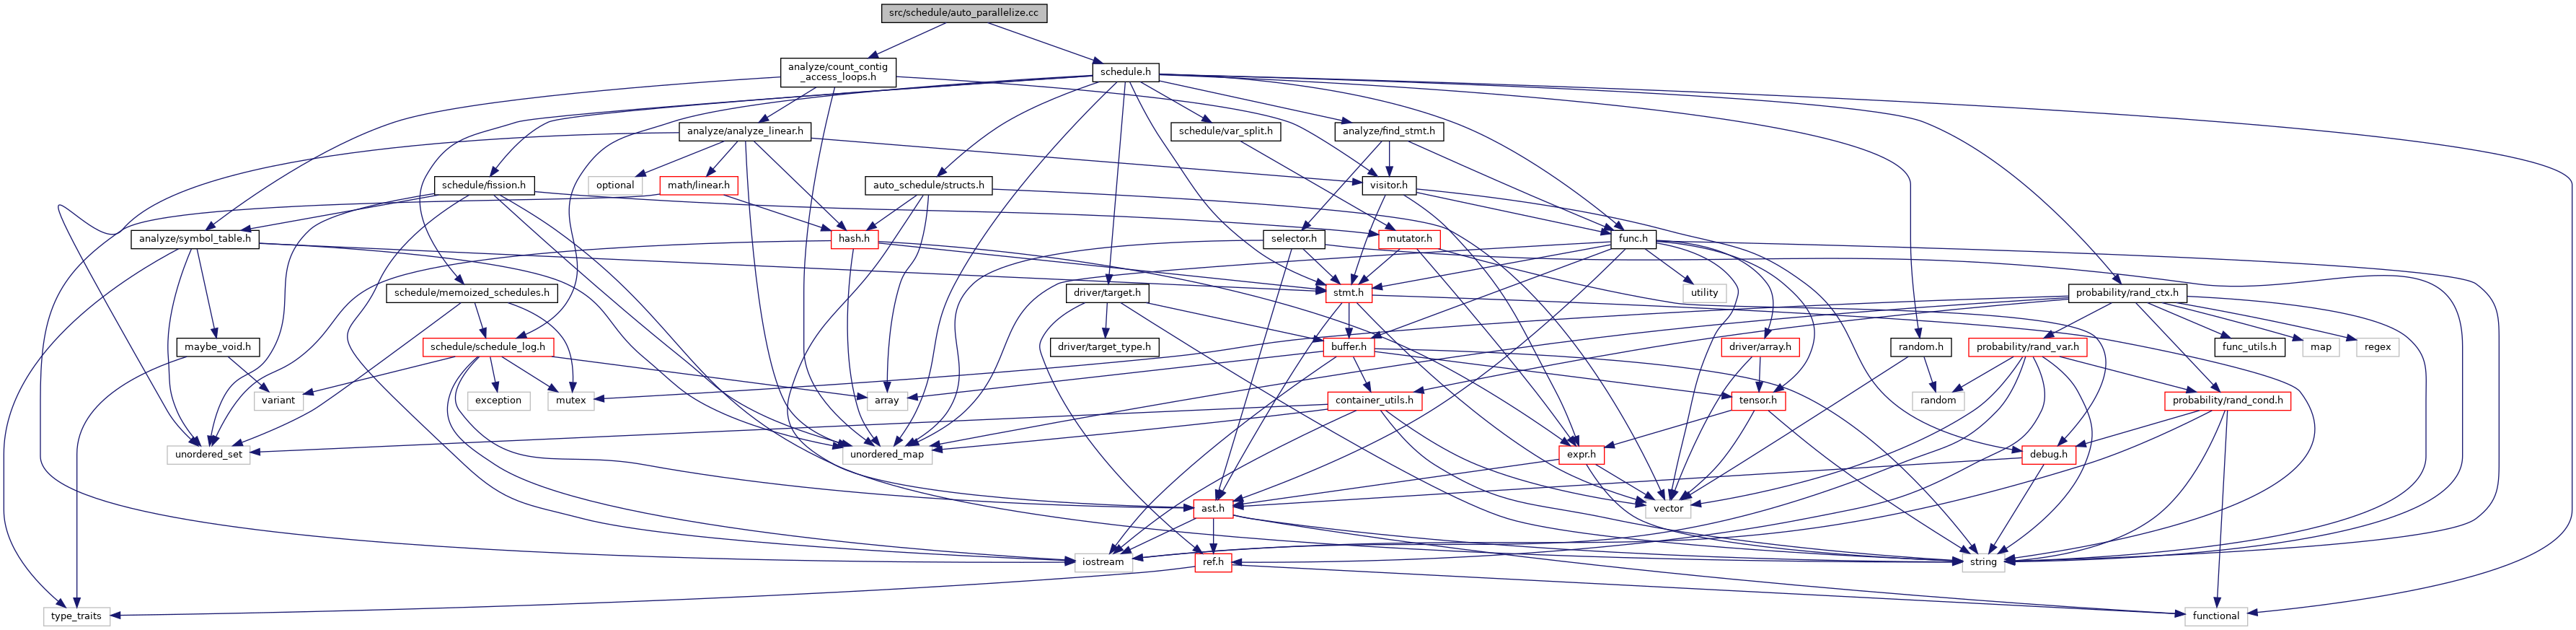 src/schedule/auto_parallelize.cc
analyze/count_contig
_access_loops.h
schedule.h
analyze/analyze_linear.h
schedule/var_split.h
analyze/find_stmt.h
schedule/fission.h
optional
math/linear.h
auto_schedule/structs.h
visitor.h
analyze/symbol_table.h
hash.h
selector.h
mutator.h
func.h
schedule/memoized_schedules.h
driver/target.h
stmt.h
utility
probability/rand_ctx.h
maybe_void.h
schedule/schedule_log.h
driver/target_type.h
buffer.h
driver/array.h
random.h
probability/rand_var.h
func_utils.h
map
regex
variant
exception
mutex
array
container_utils.h
tensor.h
random
probability/rand_cond.h
unordered_set
unordered_map
expr.h
debug.h
ast.h
vector
iostream
ref.h
string
type_traits
functional